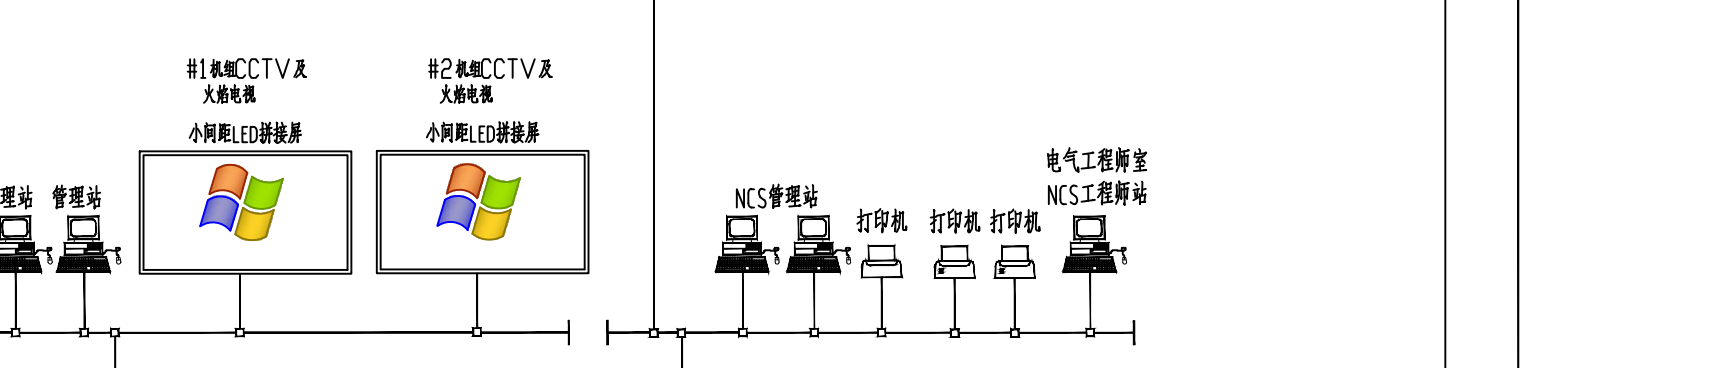 #1机组CCTV及
火焰电视
小间距LED拼接屏
#2机组CCTV及
火焰电视
小间距LED拼接屏
理站
管理站
NCS管理站
打印机
打印机
打印机
电气工程师室
NCS工程师站